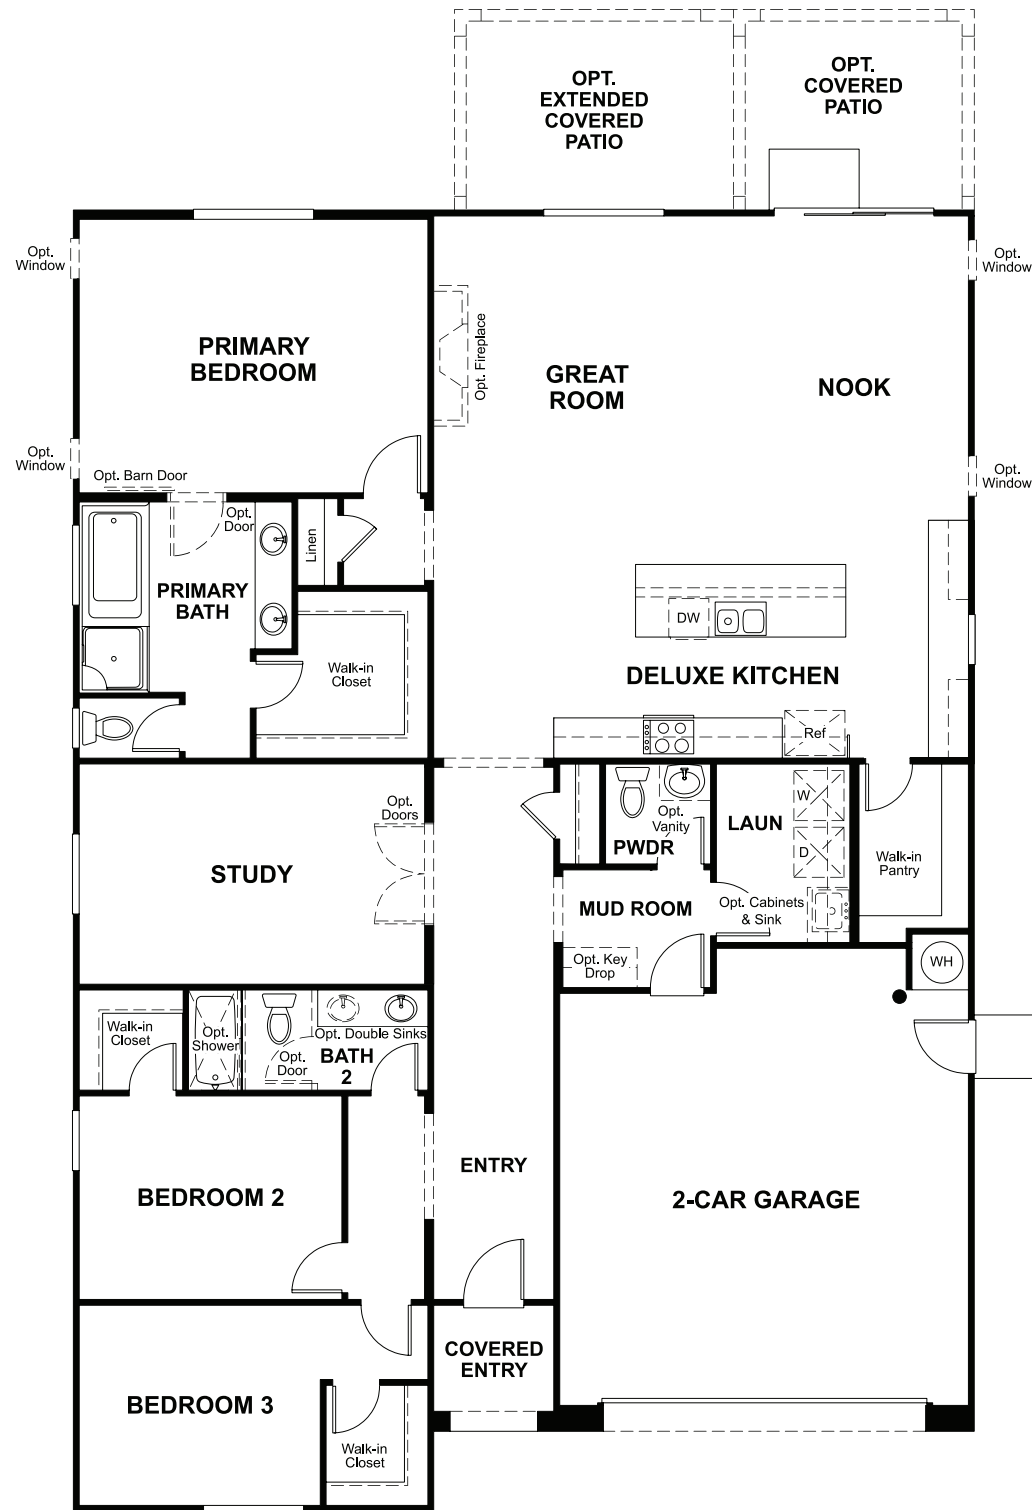 OPT.
EXTENDED
COVERED
PATIO
OPT.
COVERED
PATIO
Opt.
Window
Opt.
Window
PRIMARY
BEDROOM
Opt. Fireplace
GREAT
ROOM
NOOK
Opt.
Window
Opt.
Window
Opt. Barn Door
Opt.
Door
Linen
PRIMARY
BATH
DW
Walk-in
Closet
DELUXE KITCHEN
Ref
Opt.
Doors
STUDY
Opt.
Vanity
PWDR
LAUN
W
D
Walk-in
Pantry
MUD ROOM
Opt. Cabinets
& Sink
Opt. Key
Drop
WH
Walk-in
Closet
Opt.
Shower
Opt. Double Sinks
Opt.
Door
BATH
2
ENTRY
BEDROOM 2
2-CAR GARAGE
COVERED
ENTRY
BEDROOM 3
Walk-in
Closet